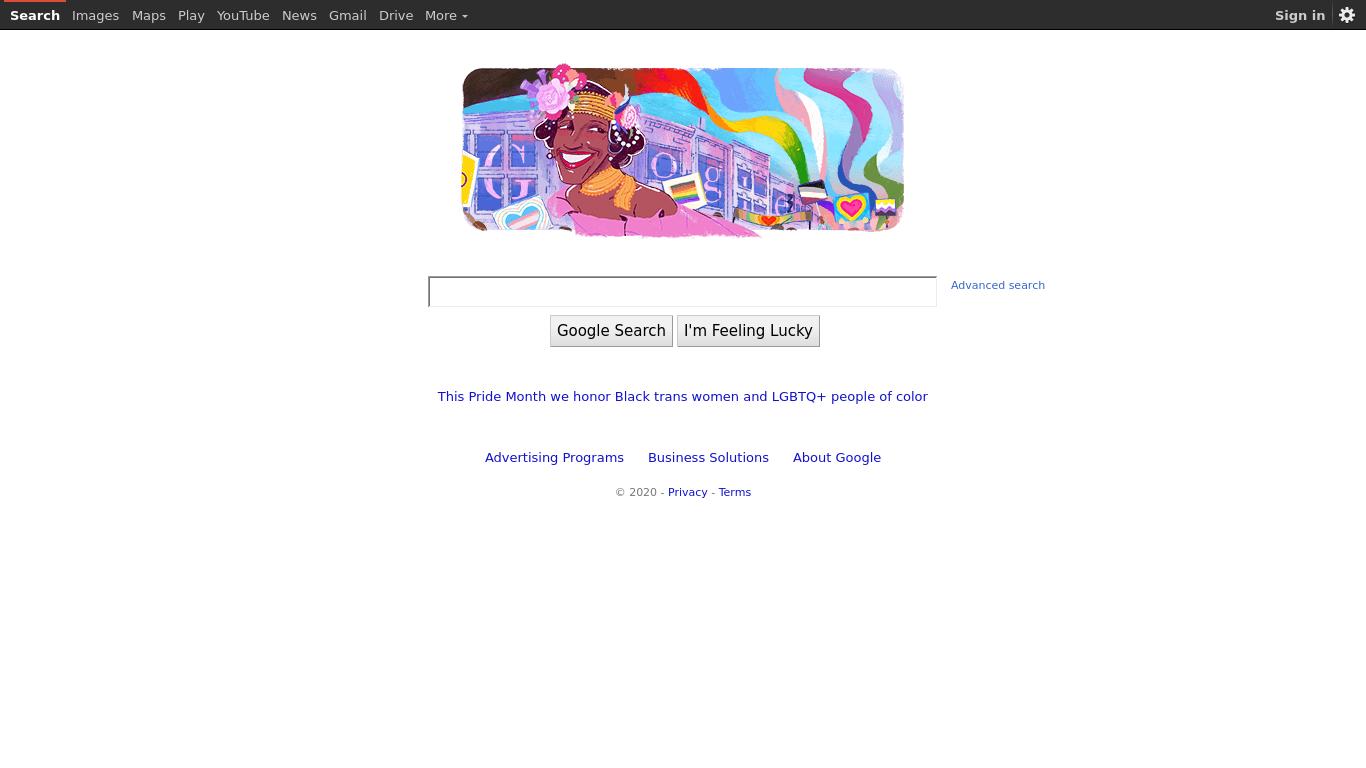 Search Images Maps Play YouTube News Gmail Drive More Sign in
Google
Advanced search
Google Search I'm Feeling Lucky
This Pride Month we honor Black trans women and LGBTQ+ people of color
Advertising Programs Business Solutions About Google
© 2020 - Privacy - Terms